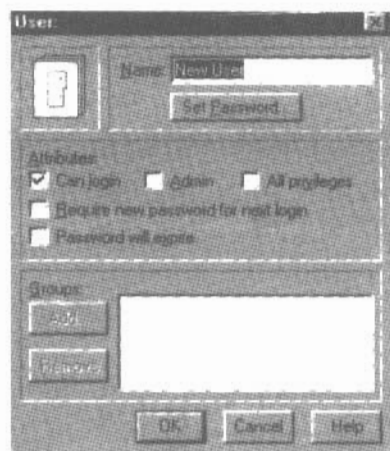 User:
Name: New User
Set Password...
Attributes:
Can login Admin All privileges
Require new password for next login
Password will expire
Groups:
Add...
Remove
OK Cancel Help